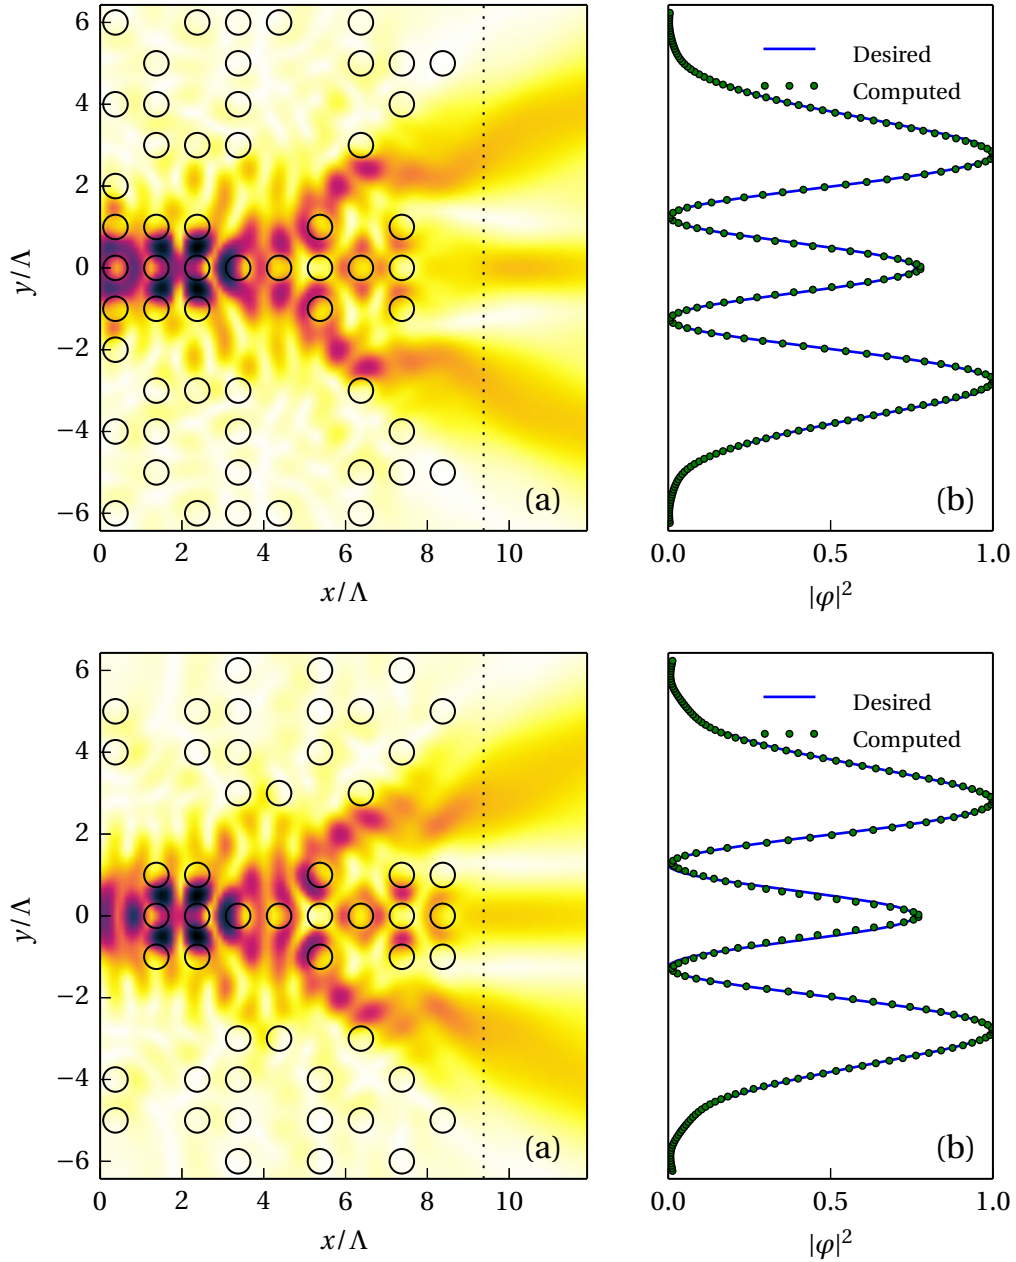 6
4
2
0
−2
−4
−6
y/Λ
0 2 4 6 8 10
x/Λ
(a)
Desired
Computed
(b)
0.0 0.5 1.0
|φ|²
6
4
2
0
−2
−4
−6
y/Λ
0 2 4 6 8 10
x/Λ
(a)
Desired
Computed
(b)
0.0 0.5 1.0
|φ|²